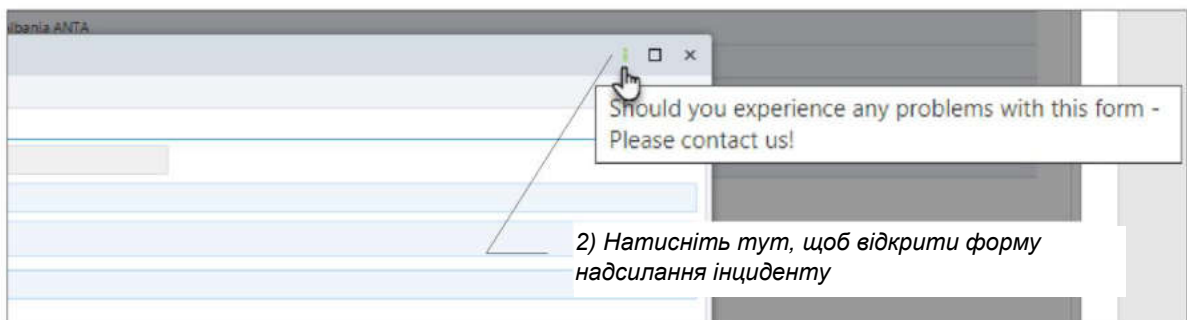 lbania ANTA
Should you experience any problems with this form -
Please contact us!
2) Натисніть тут, щоб відкрити форму
надсилання інциденту